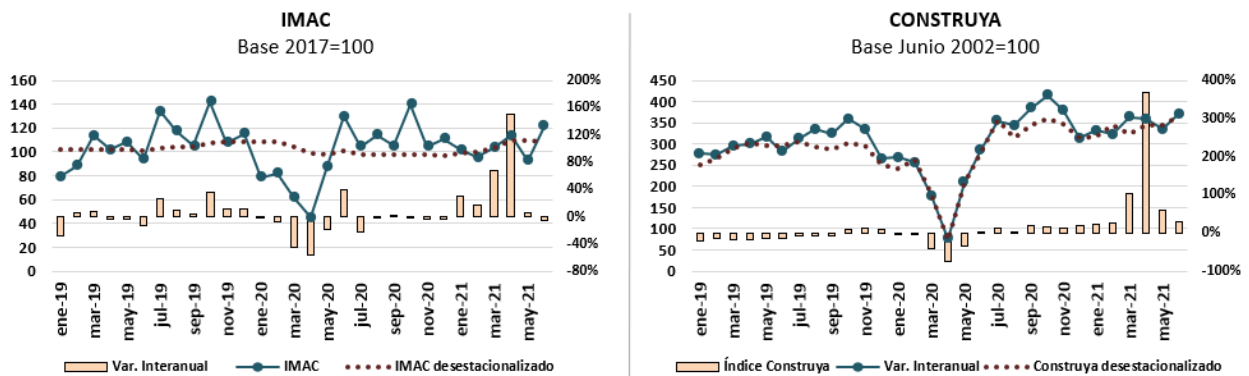 IMAC
Base 2017=100
160
140
120
100
80
60
40
20
0
200%
160%
120%
80%
40%
0%
-40%
-80%
ene-19
mar-19
may-19
jul-19
sep-19
nov-19
ene-20
mar-20
may-20
jul-20
sep-20
nov-20
ene-21
mar-21
may-21
Var. Interanual IMAC IMAC desestacionalizado
CONSTRUYA
Base Junio 2002=100
450
400
350
300
250
200
150
100
50
0
400%
300%
200%
100%
0%
-100%
ene-19
mar-19
may-19
jul-19
sep-19
nov-19
ene-20
mar-20
may-20
jul-20
sep-20
nov-20
ene-21
mar-21
may-21
Índice Construya Var. Interanual Construya desestacionalizado